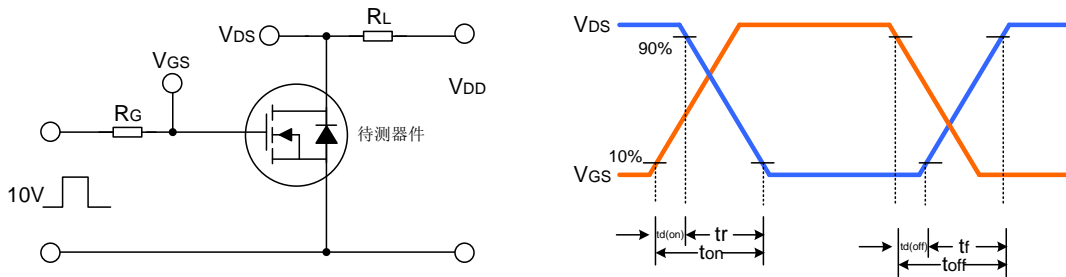 VDS
RL
VGS
VDD
RG
待测器件
10V
VDS
90%
10%
VGS
td(on)
tr
ton
td(off)
tf
toff